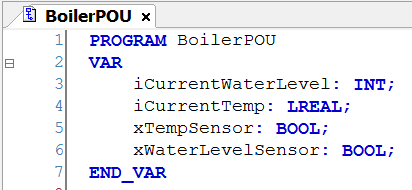 BoilerPOU
1 PROGRAM BoilerPOU
2 VAR
3 iCurrentWaterLevel: INT;
4 iCurrentTemp: LREAL;
5 xTempSensor: BOOL;
6 xWaterLevelSensor: BOOL;
7 END_VAR